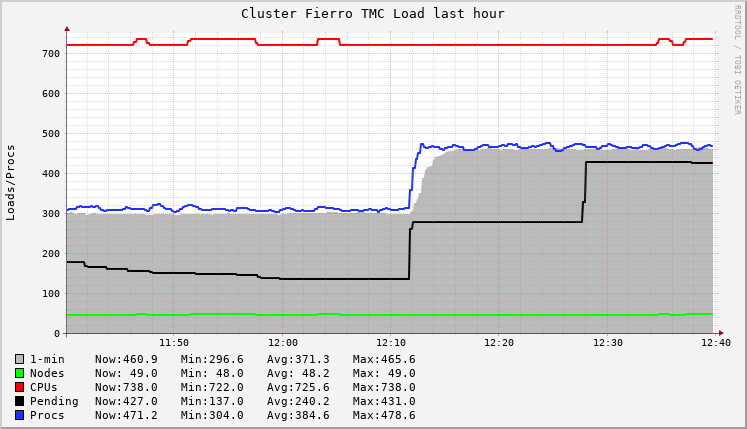 Cluster Fierro TMC Load last hour
RRDTOOL / TOBI OETIKER
Loads/Procs
700
600
500
400
300
200
100
0
11:50 12:00 12:10 12:20 12:30 12:40
1-min Now:460.9 Min:296.6 Avg:371.3 Max:465.6
Nodes Now: 49.0 Min: 48.0 Avg: 48.2 Max: 49.0
CPUs Now:738.0 Min:722.0 Avg:725.6 Max:738.0
Pending Now:427.0 Min:137.0 Avg:240.2 Max:431.0
Procs Now:471.2 Min:304.0 Avg:384.6 Max:478.6